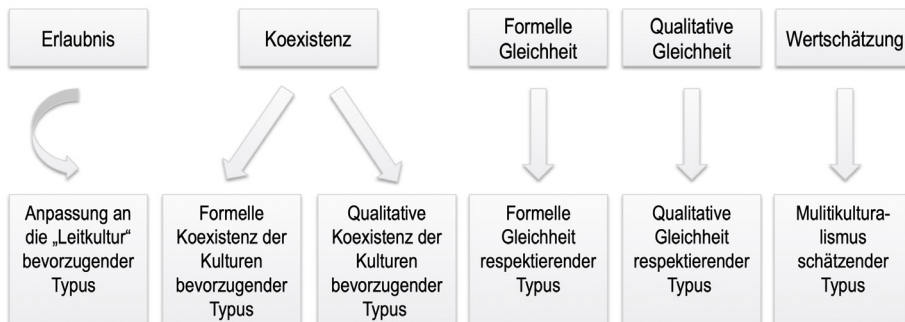 Erlaubnis
Koexistenz
Formelle
Gleichheit
Qualitative
Gleichheit
Wertschätzung
Anpassung an
die „Leitkultur“
bevorzugender
Typus
Formelle
Koexistenz der
Kulturen
bevorzugender
Typus
Qualitative
Koexistenz der
Kulturen
bevorzugender
Typus
Formelle
Gleichheit
respektierender
Typus
Qualitative
Gleichheit
respektierender
Typus
Mulitikultura-
lismus
schätzender
Typus